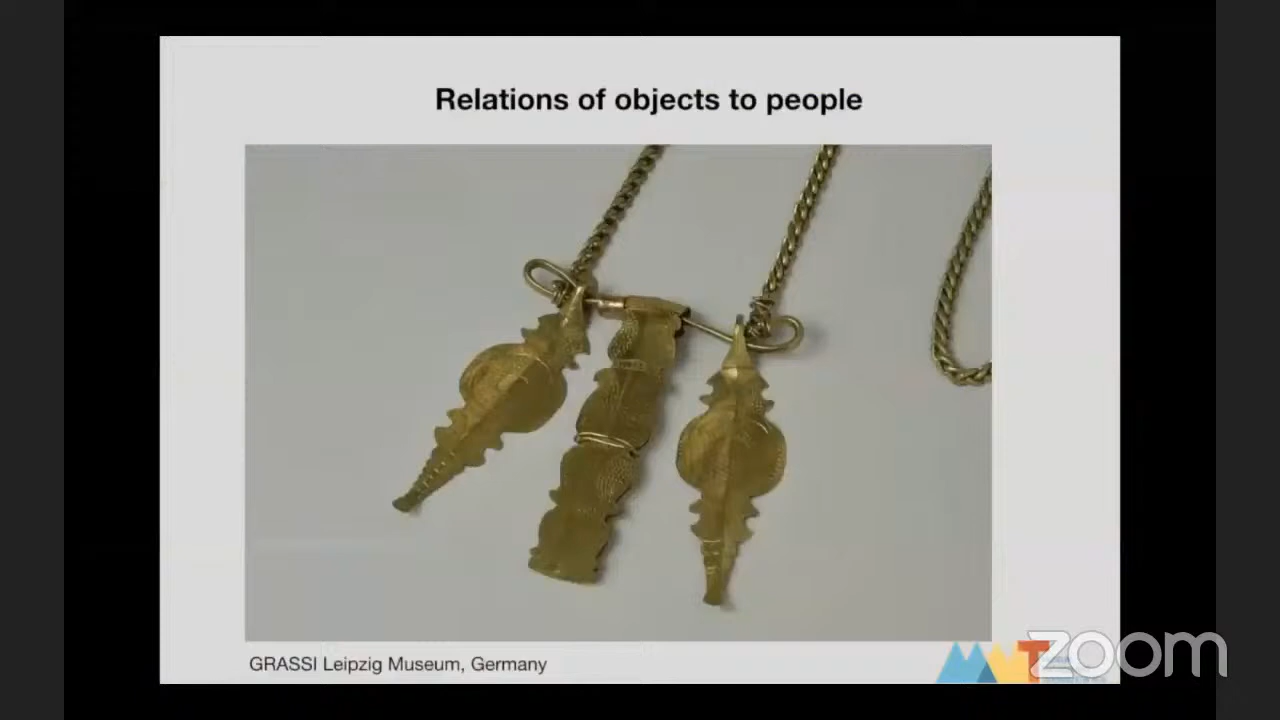 Relations of objects to people
GRASSI Leipzig Museum, Germany
zoom